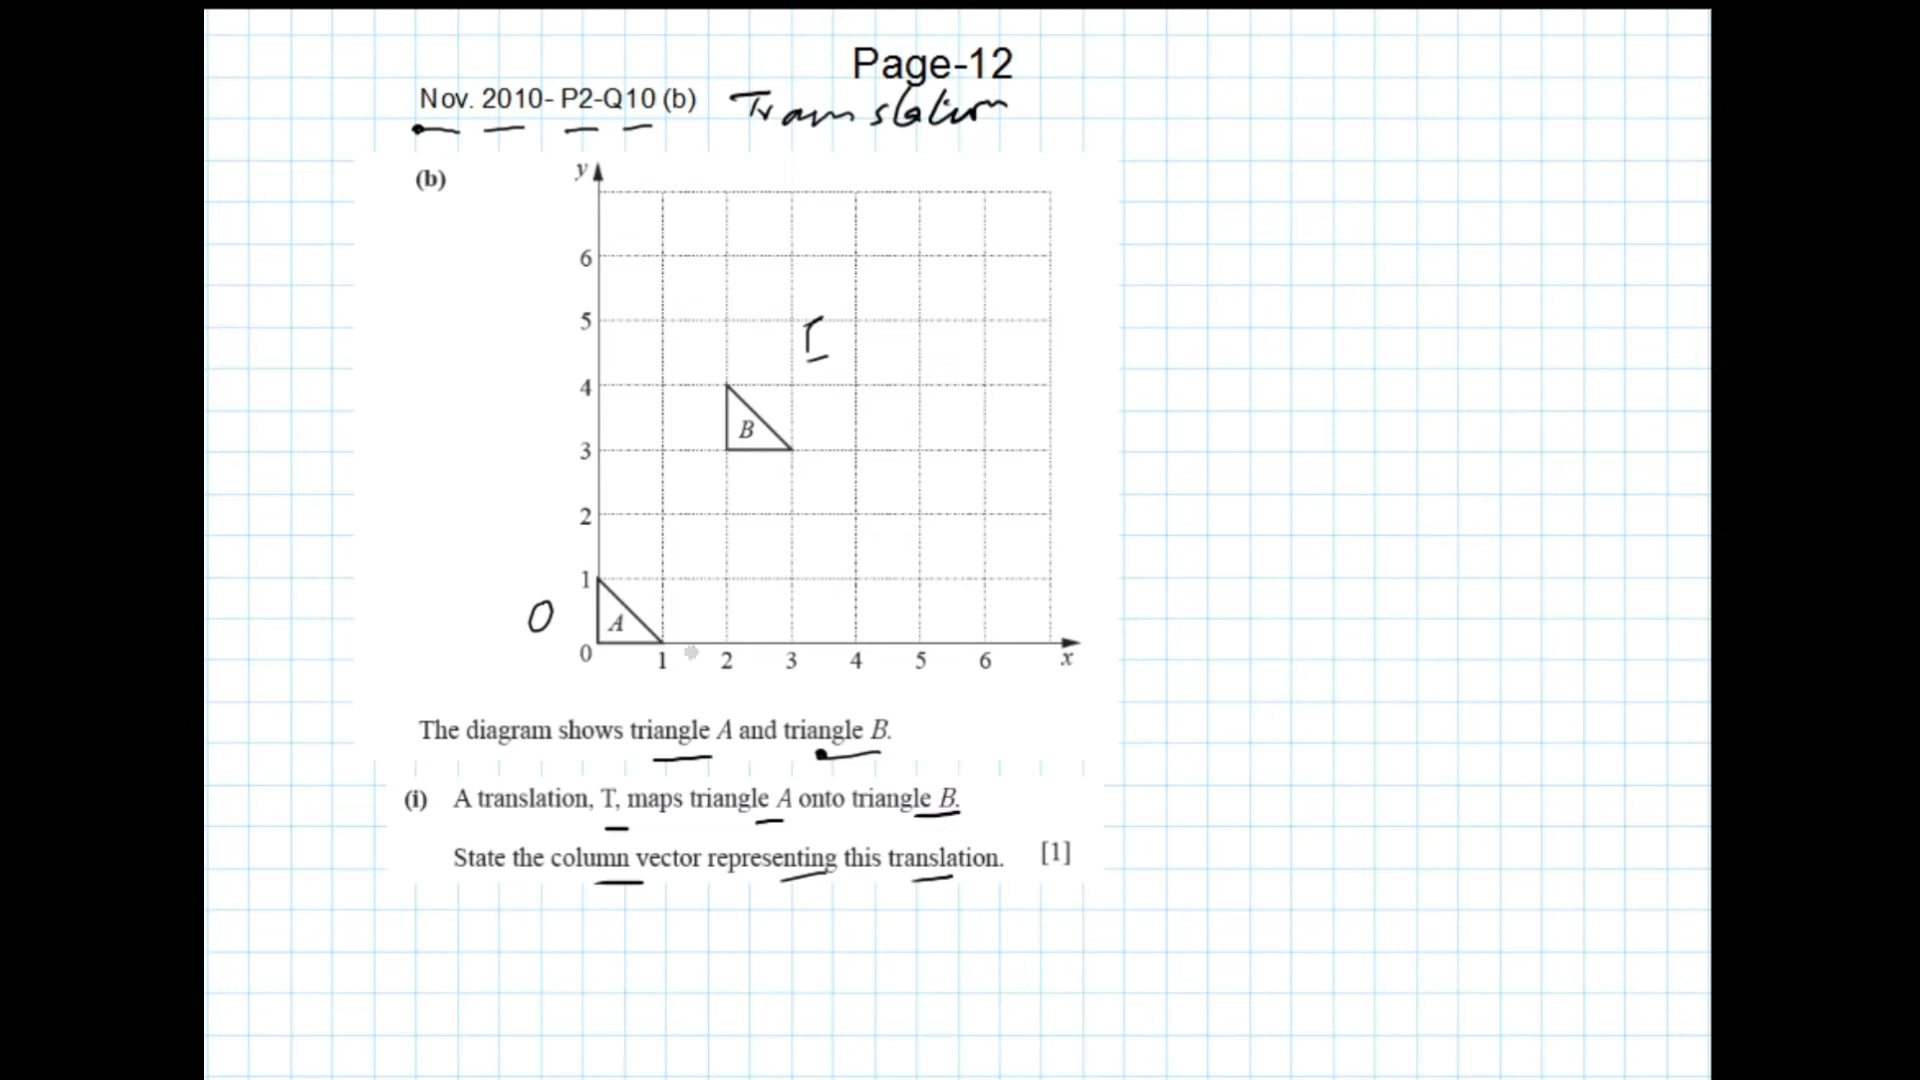 Page-12
Nov. 2010- P2-Q10 (b) Translation
(b)
y
6
5
I
4
B
3
2
1
O
A
0 1 2 3 4 5 6 x
The diagram shows triangle A and triangle B.
(i) A translation, T, maps triangle A onto triangle B.
State the column vector representing this translation. [1]